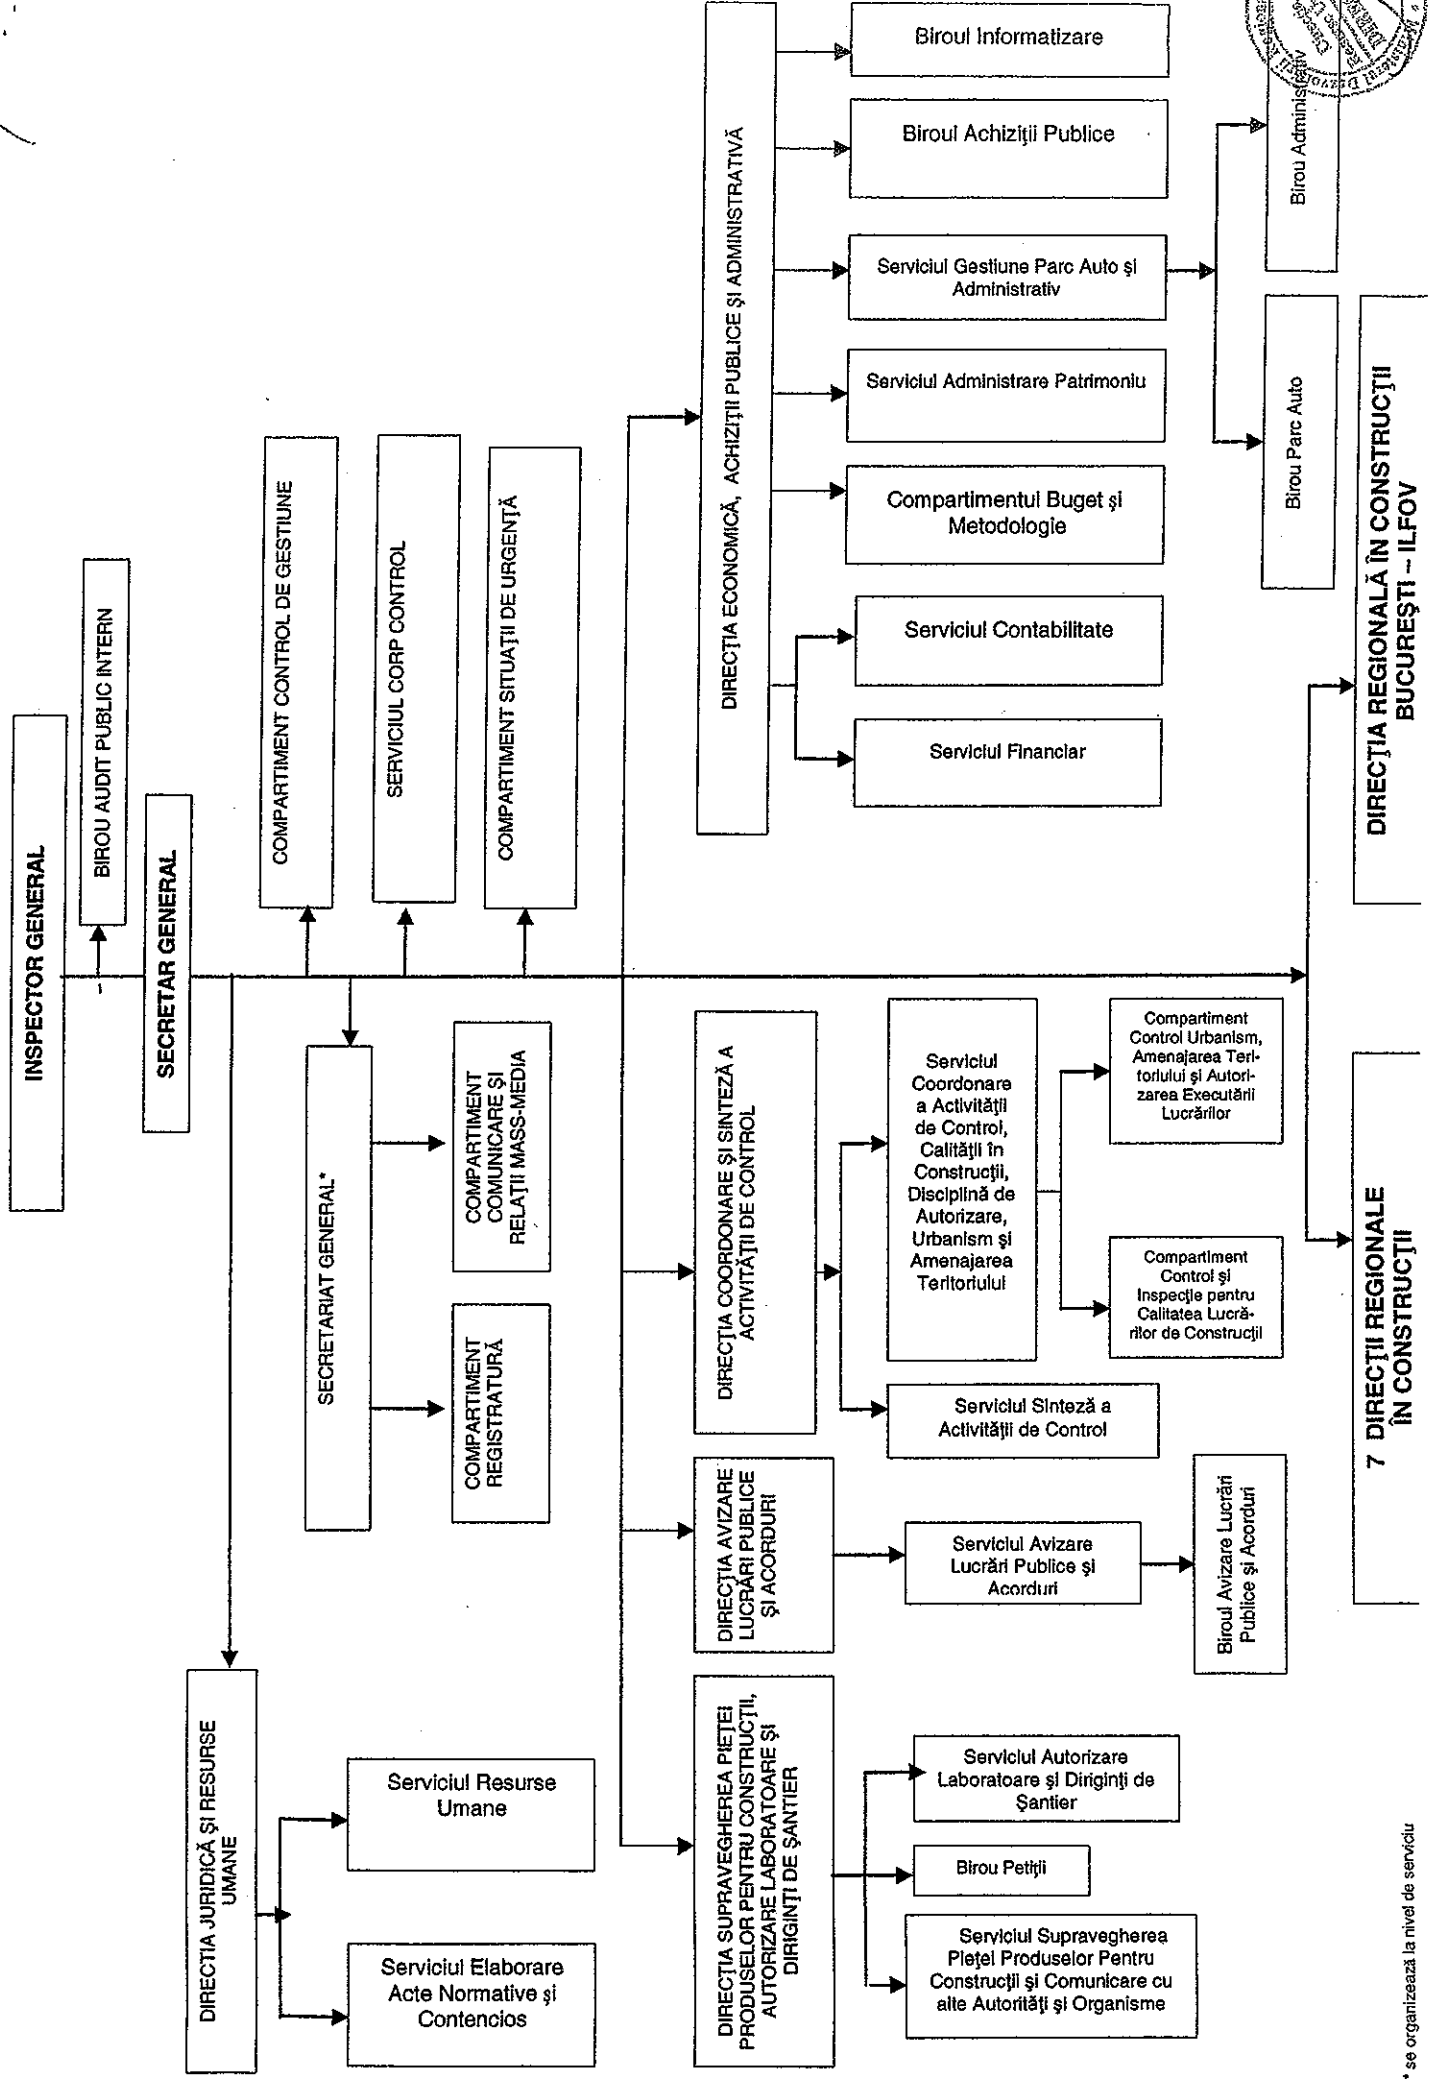 INSPECTOR GENERAL
BIROU AUDIT PUBLIC INTERN
SECRETAR GENERAL
DIRECTIA JURIDICĂ ŞI RESURSE
UMANE
Serviciul Resurse
Umane
Serviciul Elaborare
Acte Normative şi
Contencios
COMPARTIMENT CONTROL DE GESTIUNE
SECRETARIAT GENERAL*
COMPARTIMENT
COMUNICARE ŞI
RELAŢII MASS-MEDIA
COMPARTIMENT
REGISTRATURĂ
SERVICIUL CORP CONTROL
COMPARTIMENT SITUAŢII DE URGENŢĂ
DIRECŢIA SUPRAVEGHEREA PIEŢEI
PRODUSELOR PENTRU CONSTRUCŢII,
AUTORIZARE LABORATOARE ŞI
DIRIGINŢI DE ŞANTIER
Serviciul Autorizare
Laboratoare şi Diriginţi de
Şantier
Birou Petiţii
Serviciul Supravegherea
Pieţei Produselor Pentru
Construcţii şi Comunicare cu
alte Autorităţi şi Organisme
DIRECŢIA AVIZARE
LUCRĂRI PUBLICE
ŞI ACORDURI
Serviciul Avizare
Lucrări Publice şi
Acorduri
Biroul Avizare Lucrări
Publice şi Acorduri
DIRECŢIA COORDONARE ŞI SINTEZĂ A
ACTIVITĂŢII DE CONTROL
Serviciul
Coordonare
a Activităţii
de Control,
Calităţii în
Construcţii,
Disciplină de
Autorizare,
Urbanism şi
Amenajarea
Teritoriului
Serviciul Sinteză a
Activităţii de Control
Compartiment
Control Urbanism,
Amenajarea Teri-
toriului şi Autori-
zarea Executării
Lucrărilor
Compartiment
Control şi
Inspecţie pentru
Calitatea Lucră-
rilor de Construcţii
DIRECŢIA ECONOMICĂ, ACHIZIŢII PUBLICE ŞI ADMINISTRATIVĂ
Serviciul Financiar
Serviciul Contabilitate
Compartimentul Buget şi
Metodologie
Serviciul Administrare Patrimoniu
Serviciul Gestiune Parc Auto şi
Administrativ
Biroul Achiziţii Publice
Biroul Informatizare
Birou Parc Auto
Birou Administrativ
7 DIRECŢII REGIONALE
ÎN CONSTRUCŢII
DIRECŢIA REGIONALĂ ÎN CONSTRUCŢII
BUCUREŞTI – ILFOV
* se organizează la nivel de serviciu